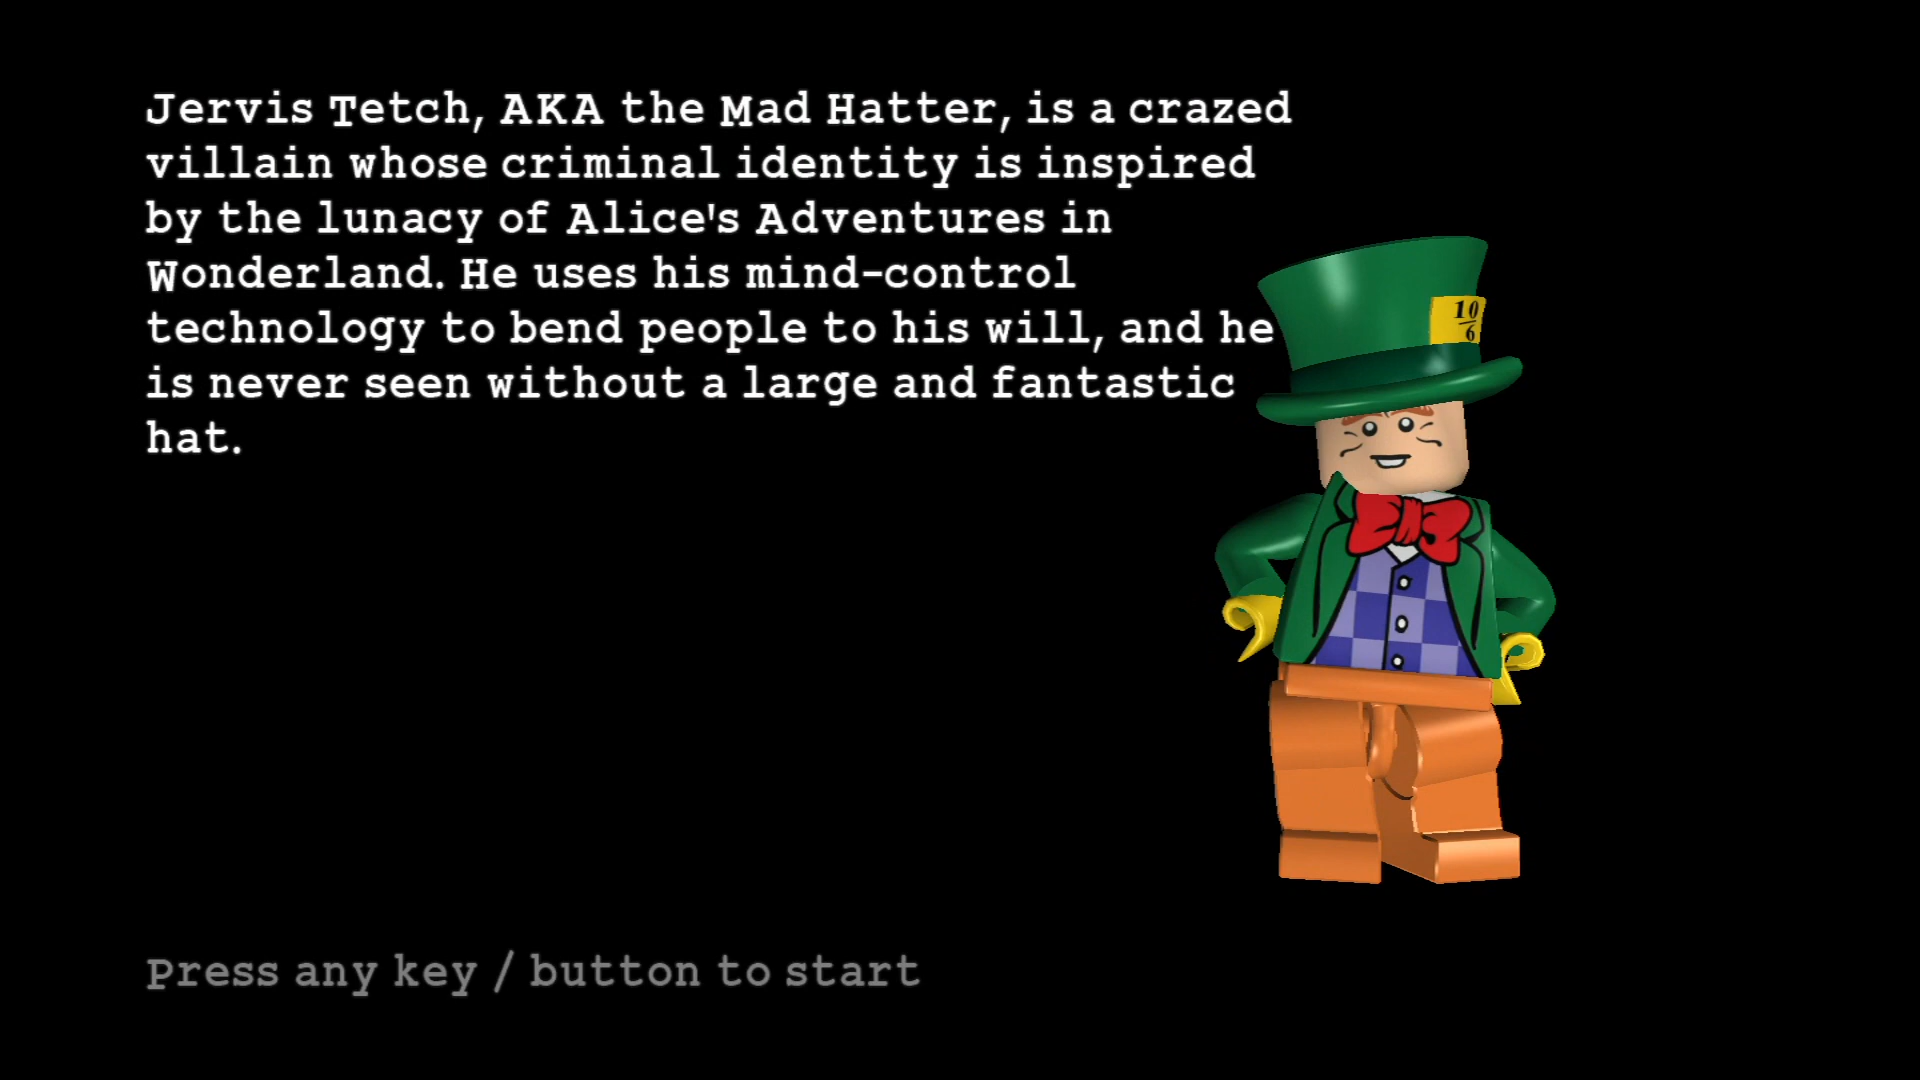 Jervis Tetch, AKA the Mad Hatter, is a crazed
villain whose criminal identity is inspired
by the lunacy of Alice's Adventures in
Wonderland. He uses his mind-control
technology to bend people to his will, and he
is never seen without a large and fantastic
hat.
10
6
Press any key / button to start